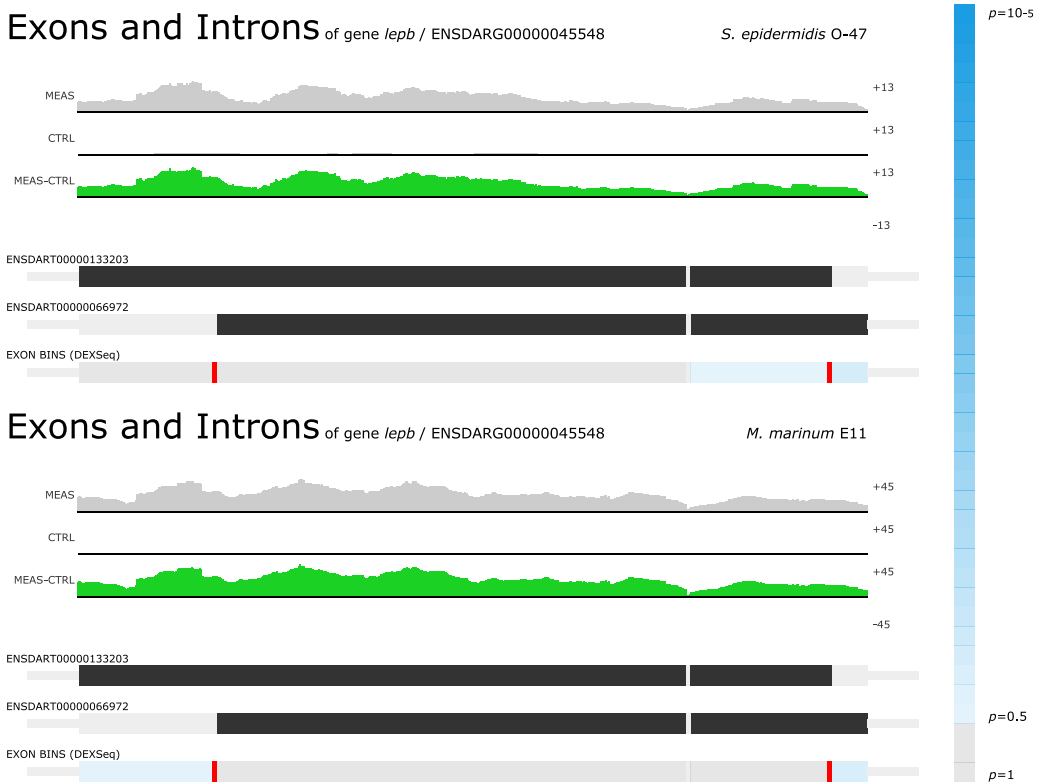 Exons and Introns of gene lepb / ENSDARG00000045548 S. epidermidis O-47
p=10-5
MEAS +13
CTRL +13
MEAS-CTRL +13
-13
ENSDART00000133203
ENSDART00000066972
EXON BINS (DEXSeq)
Exons and Introns of gene lepb / ENSDARG00000045548 M. marinum E11
MEAS +45
CTRL +45
MEAS-CTRL +45
-45
ENSDART00000133203
ENSDART00000066972
p=0.5
EXON BINS (DEXSeq)
p=1